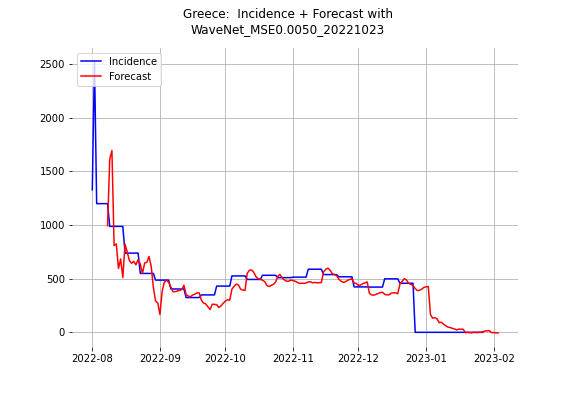 Greece:  Incidence + Forecast with
WaveNet_MSE0.0050_20221023
Incidence
Forecast
2500
2000
1500
1000
500
0
2022-08 2022-09 2022-10 2022-11 2022-12 2023-01 2023-02